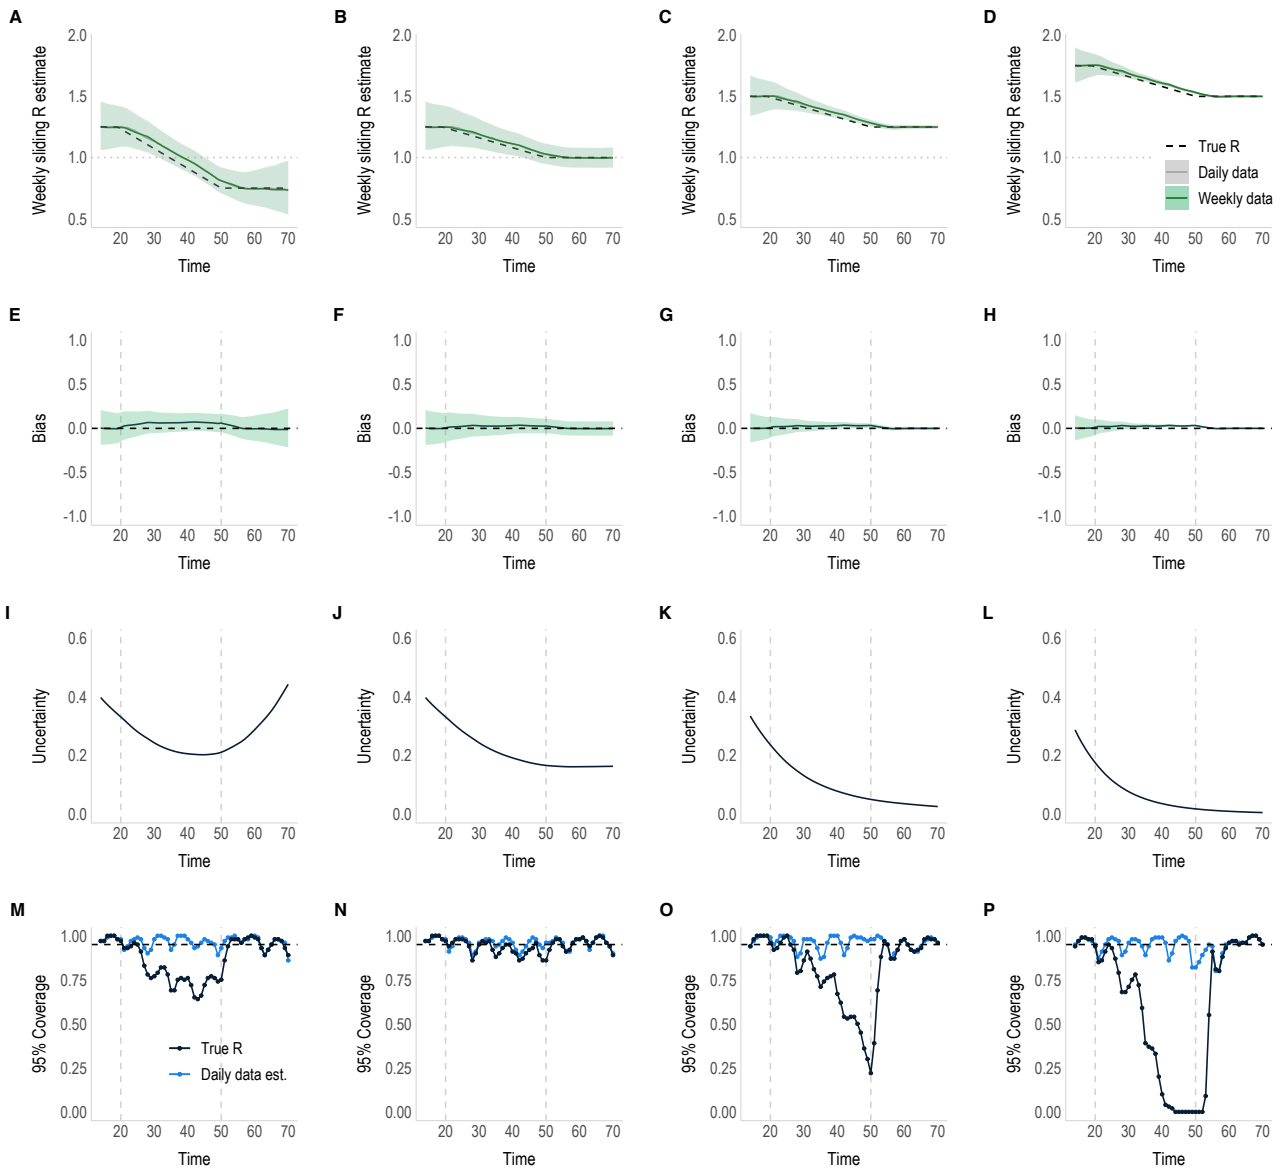 A
B
C
D
Weekly sliding R estimate
2.0
1.5
1.0
0.5
20 30 40 50 60 70
Time
Weekly sliding R estimate
2.0
1.5
1.0
0.5
20 30 40 50 60 70
Time
Weekly sliding R estimate
2.0
1.5
1.0
0.5
20 30 40 50 60 70
Time
Weekly sliding R estimate
2.0
1.5
1.0
0.5
20 30 40 50 60 70
Time
True R
Daily data
Weekly data
E
F
G
H
Bias
1.0
0.5
0.0
-0.5
-1.0
20 30 40 50 60 70
Time
Bias
1.0
0.5
0.0
-0.5
-1.0
20 30 40 50 60 70
Time
Bias
1.0
0.5
0.0
-0.5
-1.0
20 30 40 50 60 70
Time
Bias
1.0
0.5
0.0
-0.5
-1.0
20 30 40 50 60 70
Time
I
J
K
L
Uncertainty
0.6
0.4
0.2
0.0
20 30 40 50 60 70
Time
Uncertainty
0.6
0.4
0.2
0.0
20 30 40 50 60 70
Time
Uncertainty
0.6
0.4
0.2
0.0
20 30 40 50 60 70
Time
Uncertainty
0.6
0.4
0.2
0.0
20 30 40 50 60 70
Time
M
N
O
P
95% Coverage
1.00
0.75
0.50
0.25
0.00
True R
Daily data est.
20 30 40 50 60 70
Time
95% Coverage
1.00
0.75
0.50
0.25
0.00
20 30 40 50 60 70
Time
95% Coverage
1.00
0.75
0.50
0.25
0.00
20 30 40 50 60 70
Time
95% Coverage
1.00
0.75
0.50
0.25
0.00
20 30 40 50 60 70
Time